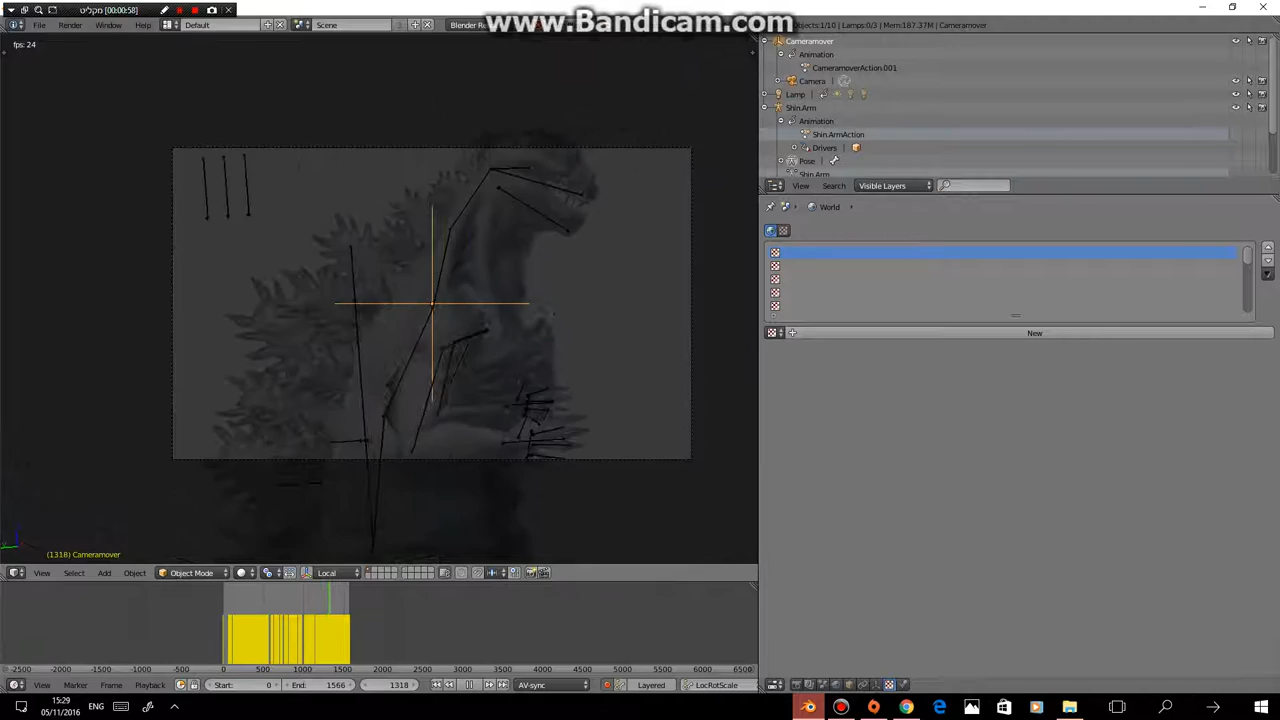 מקליט [00:00:58]
www.Bandicam.com
File Render Window Help Default Scene Blender Re
Objects:1/10 | Lamps:0/3 | Mem:187.37M | Cameramover
fps: 24
Cameramover
Animation
CameramoverAction.001
Camera
Lamp
Shin.Arm
Animation
Shin.ArmAction
Drivers
Pose
Shin.Arm
View Search Visible Layers
World
New
(1318) Cameramover
View Select Add Object Object Mode Local
-2500 -2000 -1500 -1000 -500 0 500 1000 1500 2000 2500 3000 3500 4000 4500 5000 5500 6000 6500
View Marker Frame Playback Start: 0 End: 1566 1318 AV-sync Layered LocRotScale
15:29
ENG
05/11/2016